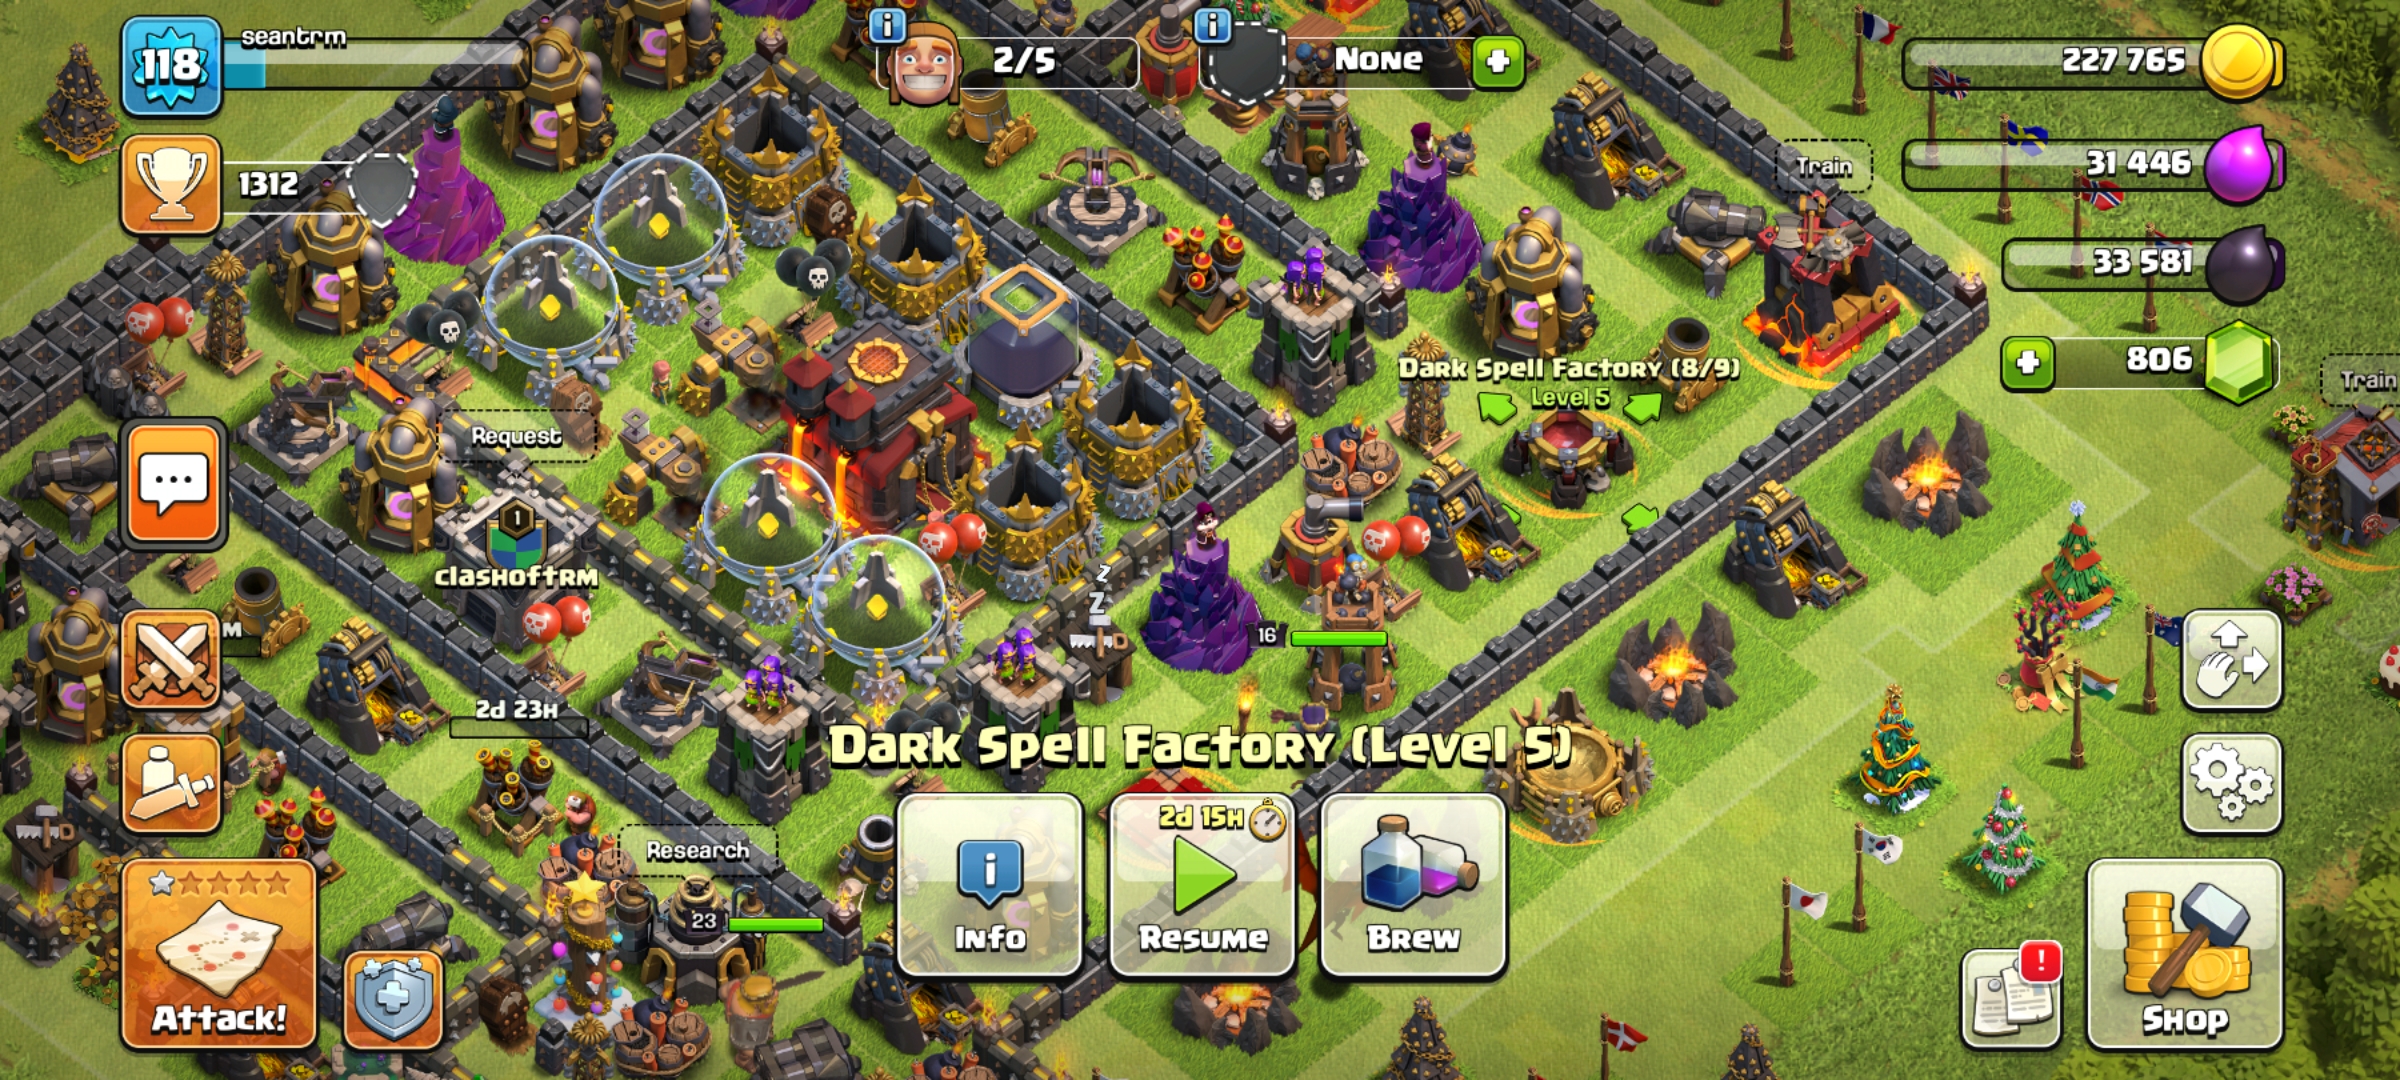 118
seantrm
2/5
None
227 765
1312
Train
31 446
33 581
806
Dark Spell Factory (8/9)
Level 5
Train
Request
1
clashoftRM
M
z
Z
16
2d 23H
Dark Spell Factory (Level 5)
2d 15H
Research
23
Info
Resume
Brew
Attack!
!
Shop